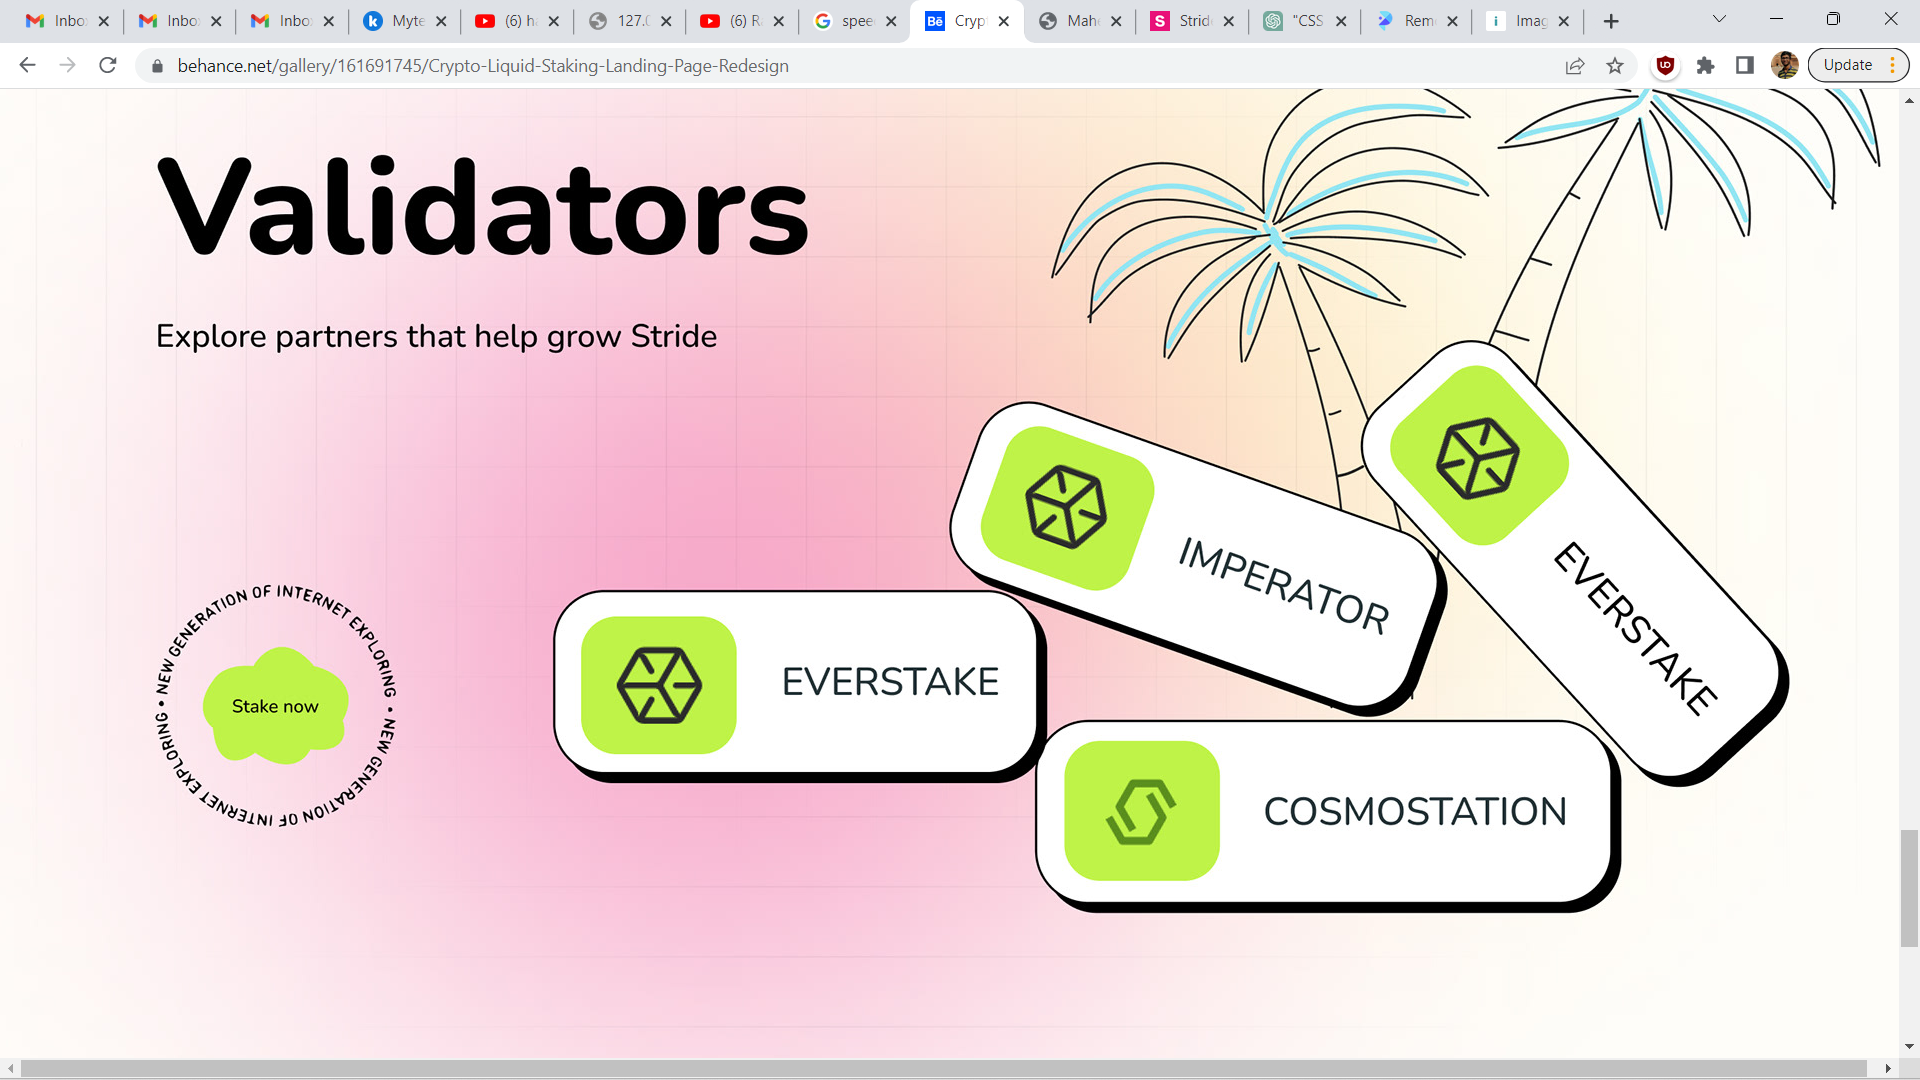 Inbo
Inbo
Inbo
Myte
(6) h
127.0
(6) R
spee
Bē
Cryp
Mah
S
Strid
"CSS
Rem
i
Imag
behance.net/gallery/161691745/Crypto-Liquid-Staking-Landing-Page-Redesign
Update
Validators
Explore partners that help grow Stride
IMPERATOR
EVERSTAKE
EVERSTAKE
COSMOSTATION
NEW GENERATION OF INTERNET EXPLORING • NEW GENERATION OF INTERNET EXPLORING •
Stake now